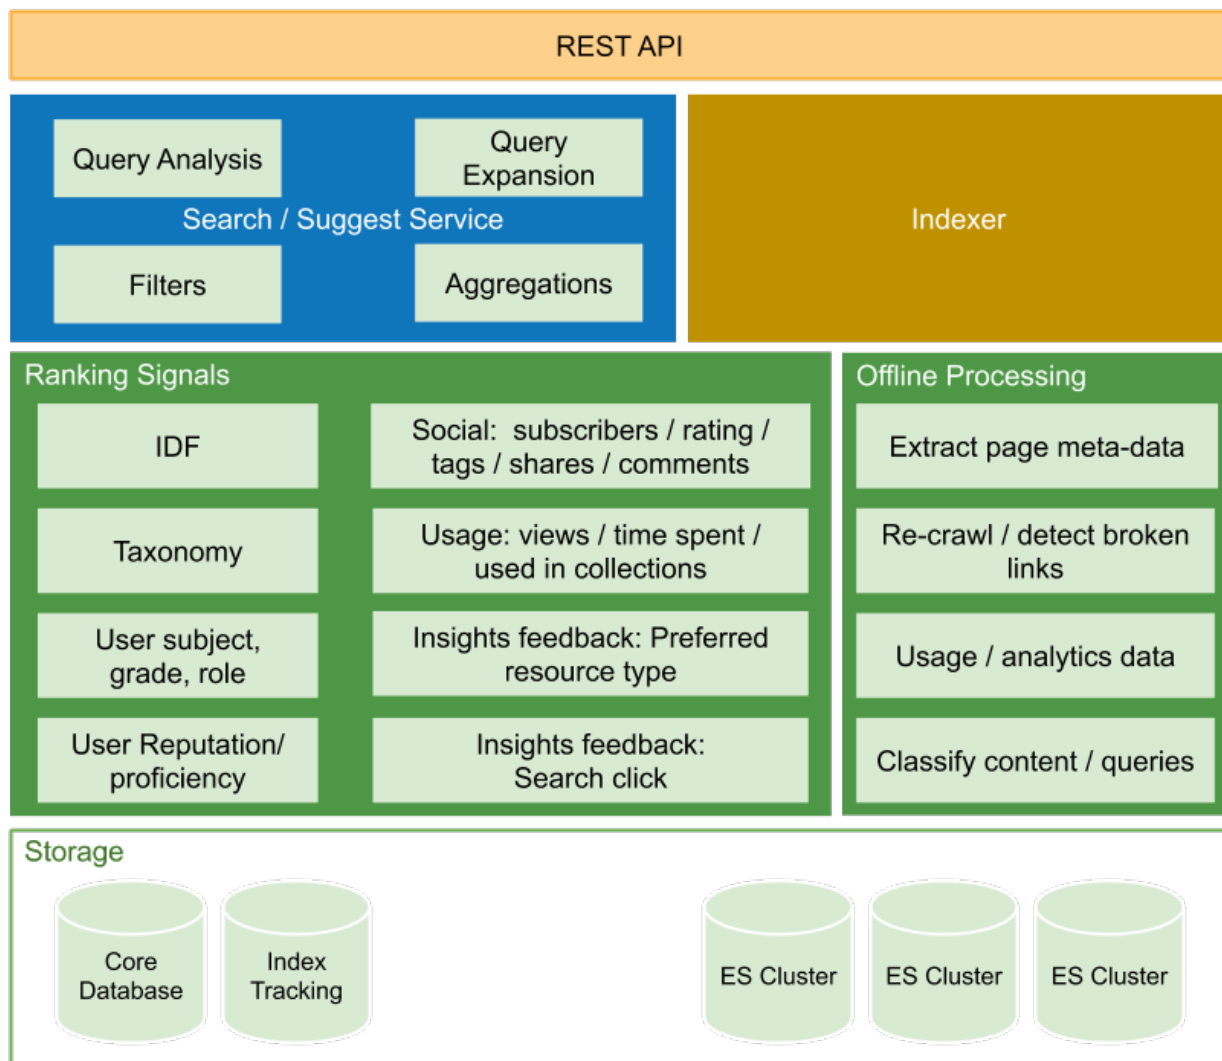 REST API
Query Analysis
Query
Expansion
Search / Suggest Service
Filters
Aggregations
Indexer
Ranking Signals
IDF
Social:  subscribers / rating /
tags / shares / comments
Taxonomy
Usage: views / time spent /
used in collections
User subject,
grade, role
Insights feedback: Preferred
resource type
User Reputation/
proficiency
Insights feedback:
Search click
Offline Processing
Extract page meta-data
Re-crawl / detect broken
links
Usage / analytics data
Classify content / queries
Storage
Core
Database
Index
Tracking
ES Cluster
ES Cluster
ES Cluster